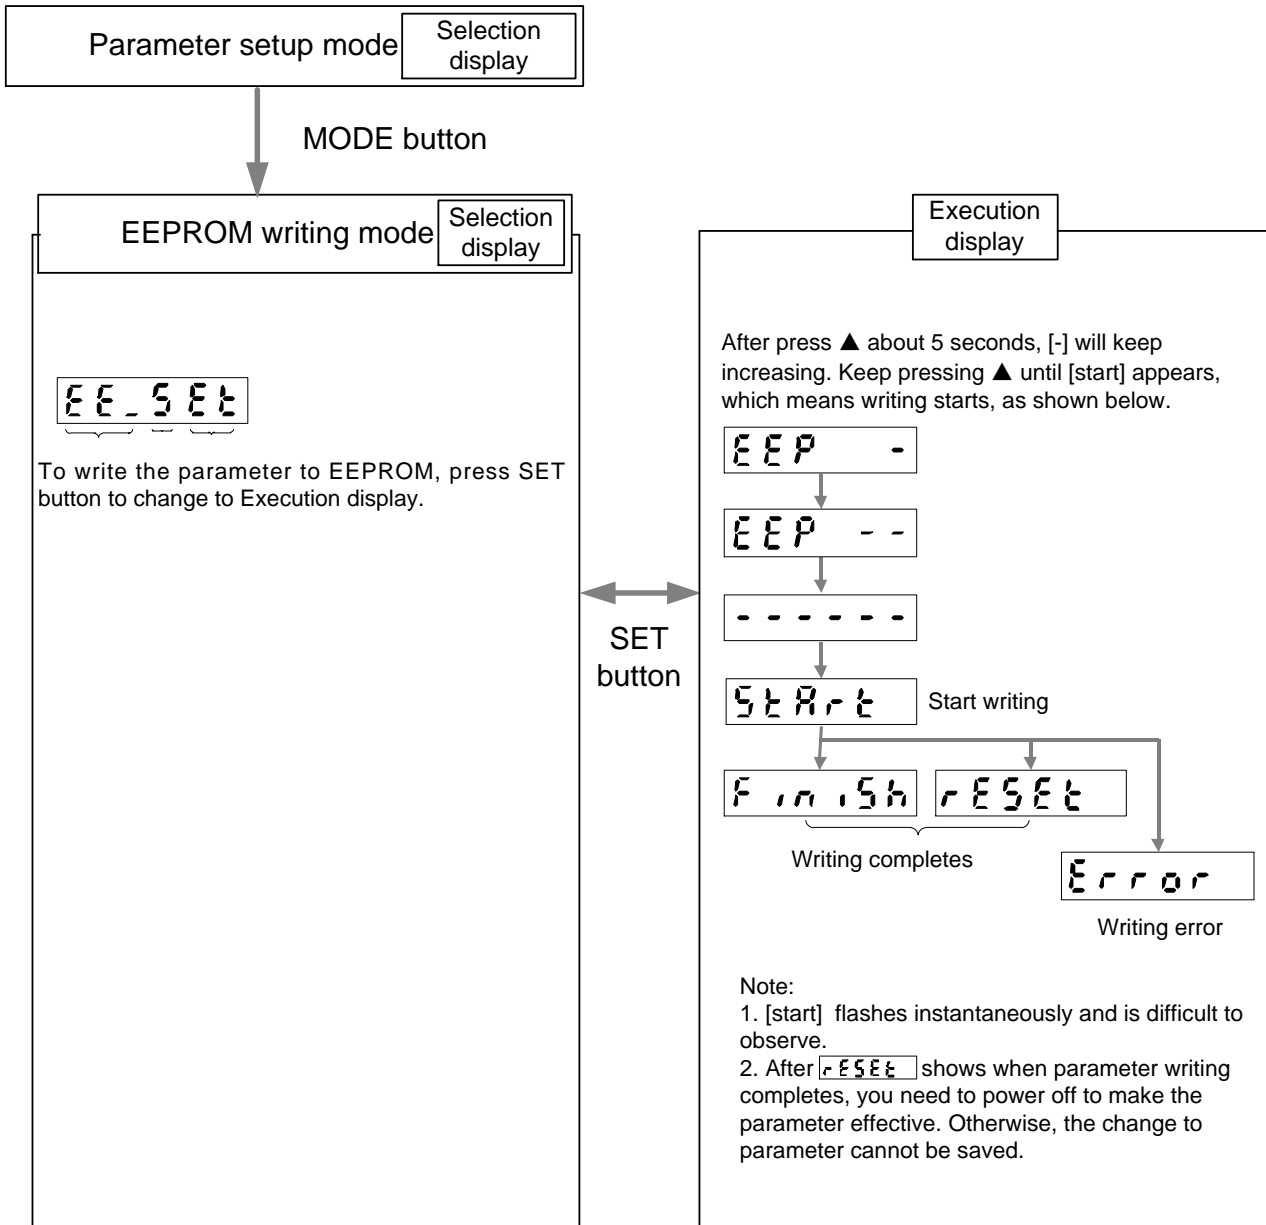 Parameter setup mode
Selection
display
MODE button
EEPROM writing mode
Selection
display
EE_SEt
To write the parameter to EEPROM, press SET
button to change to Execution display.
SET
button
Execution
display
After press ▲ about 5 seconds, [-] will keep
increasing. Keep pressing ▲ until [start] appears,
which means writing starts, as shown below.
EEP -
EEP --
------
StArt
Start writing
FiniSh
rESEt
Writing completes
Error
Writing error
Note:
1. [start] flashes instantaneously and is difficult to
observe.
2. After rESEt shows when parameter writing
completes, you need to power off to make the
parameter effective. Otherwise, the change to
parameter cannot be saved.